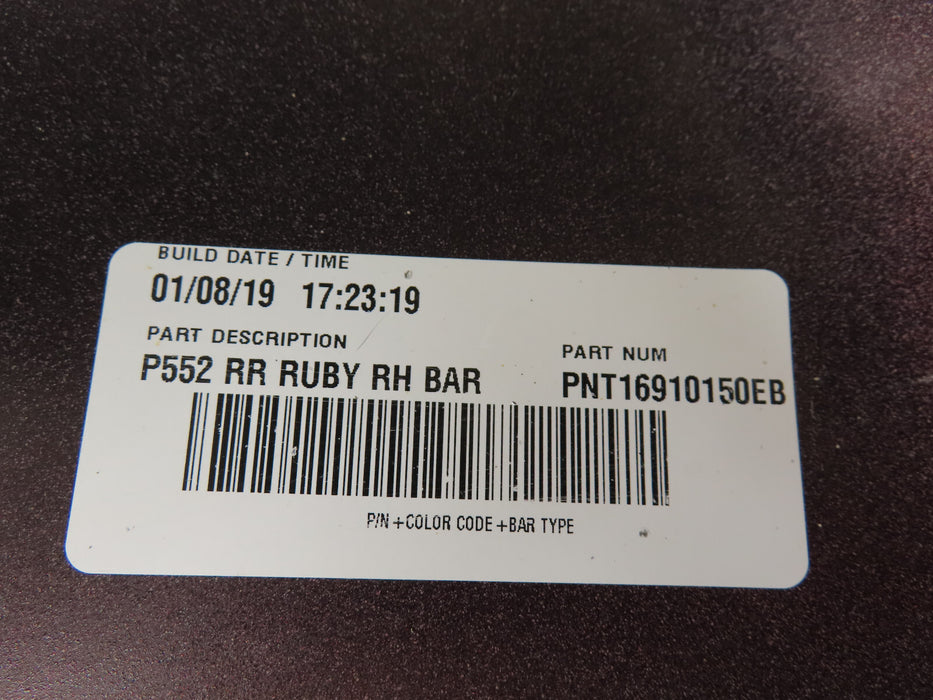 BUILD DATE / TIME
01/08/19 17:23:19
PART DESCRIPTION
P552 RR RUBY RH BAR
PART NUM
PNT16910150EB
P/N +COLOR CODE +BAR TYPE